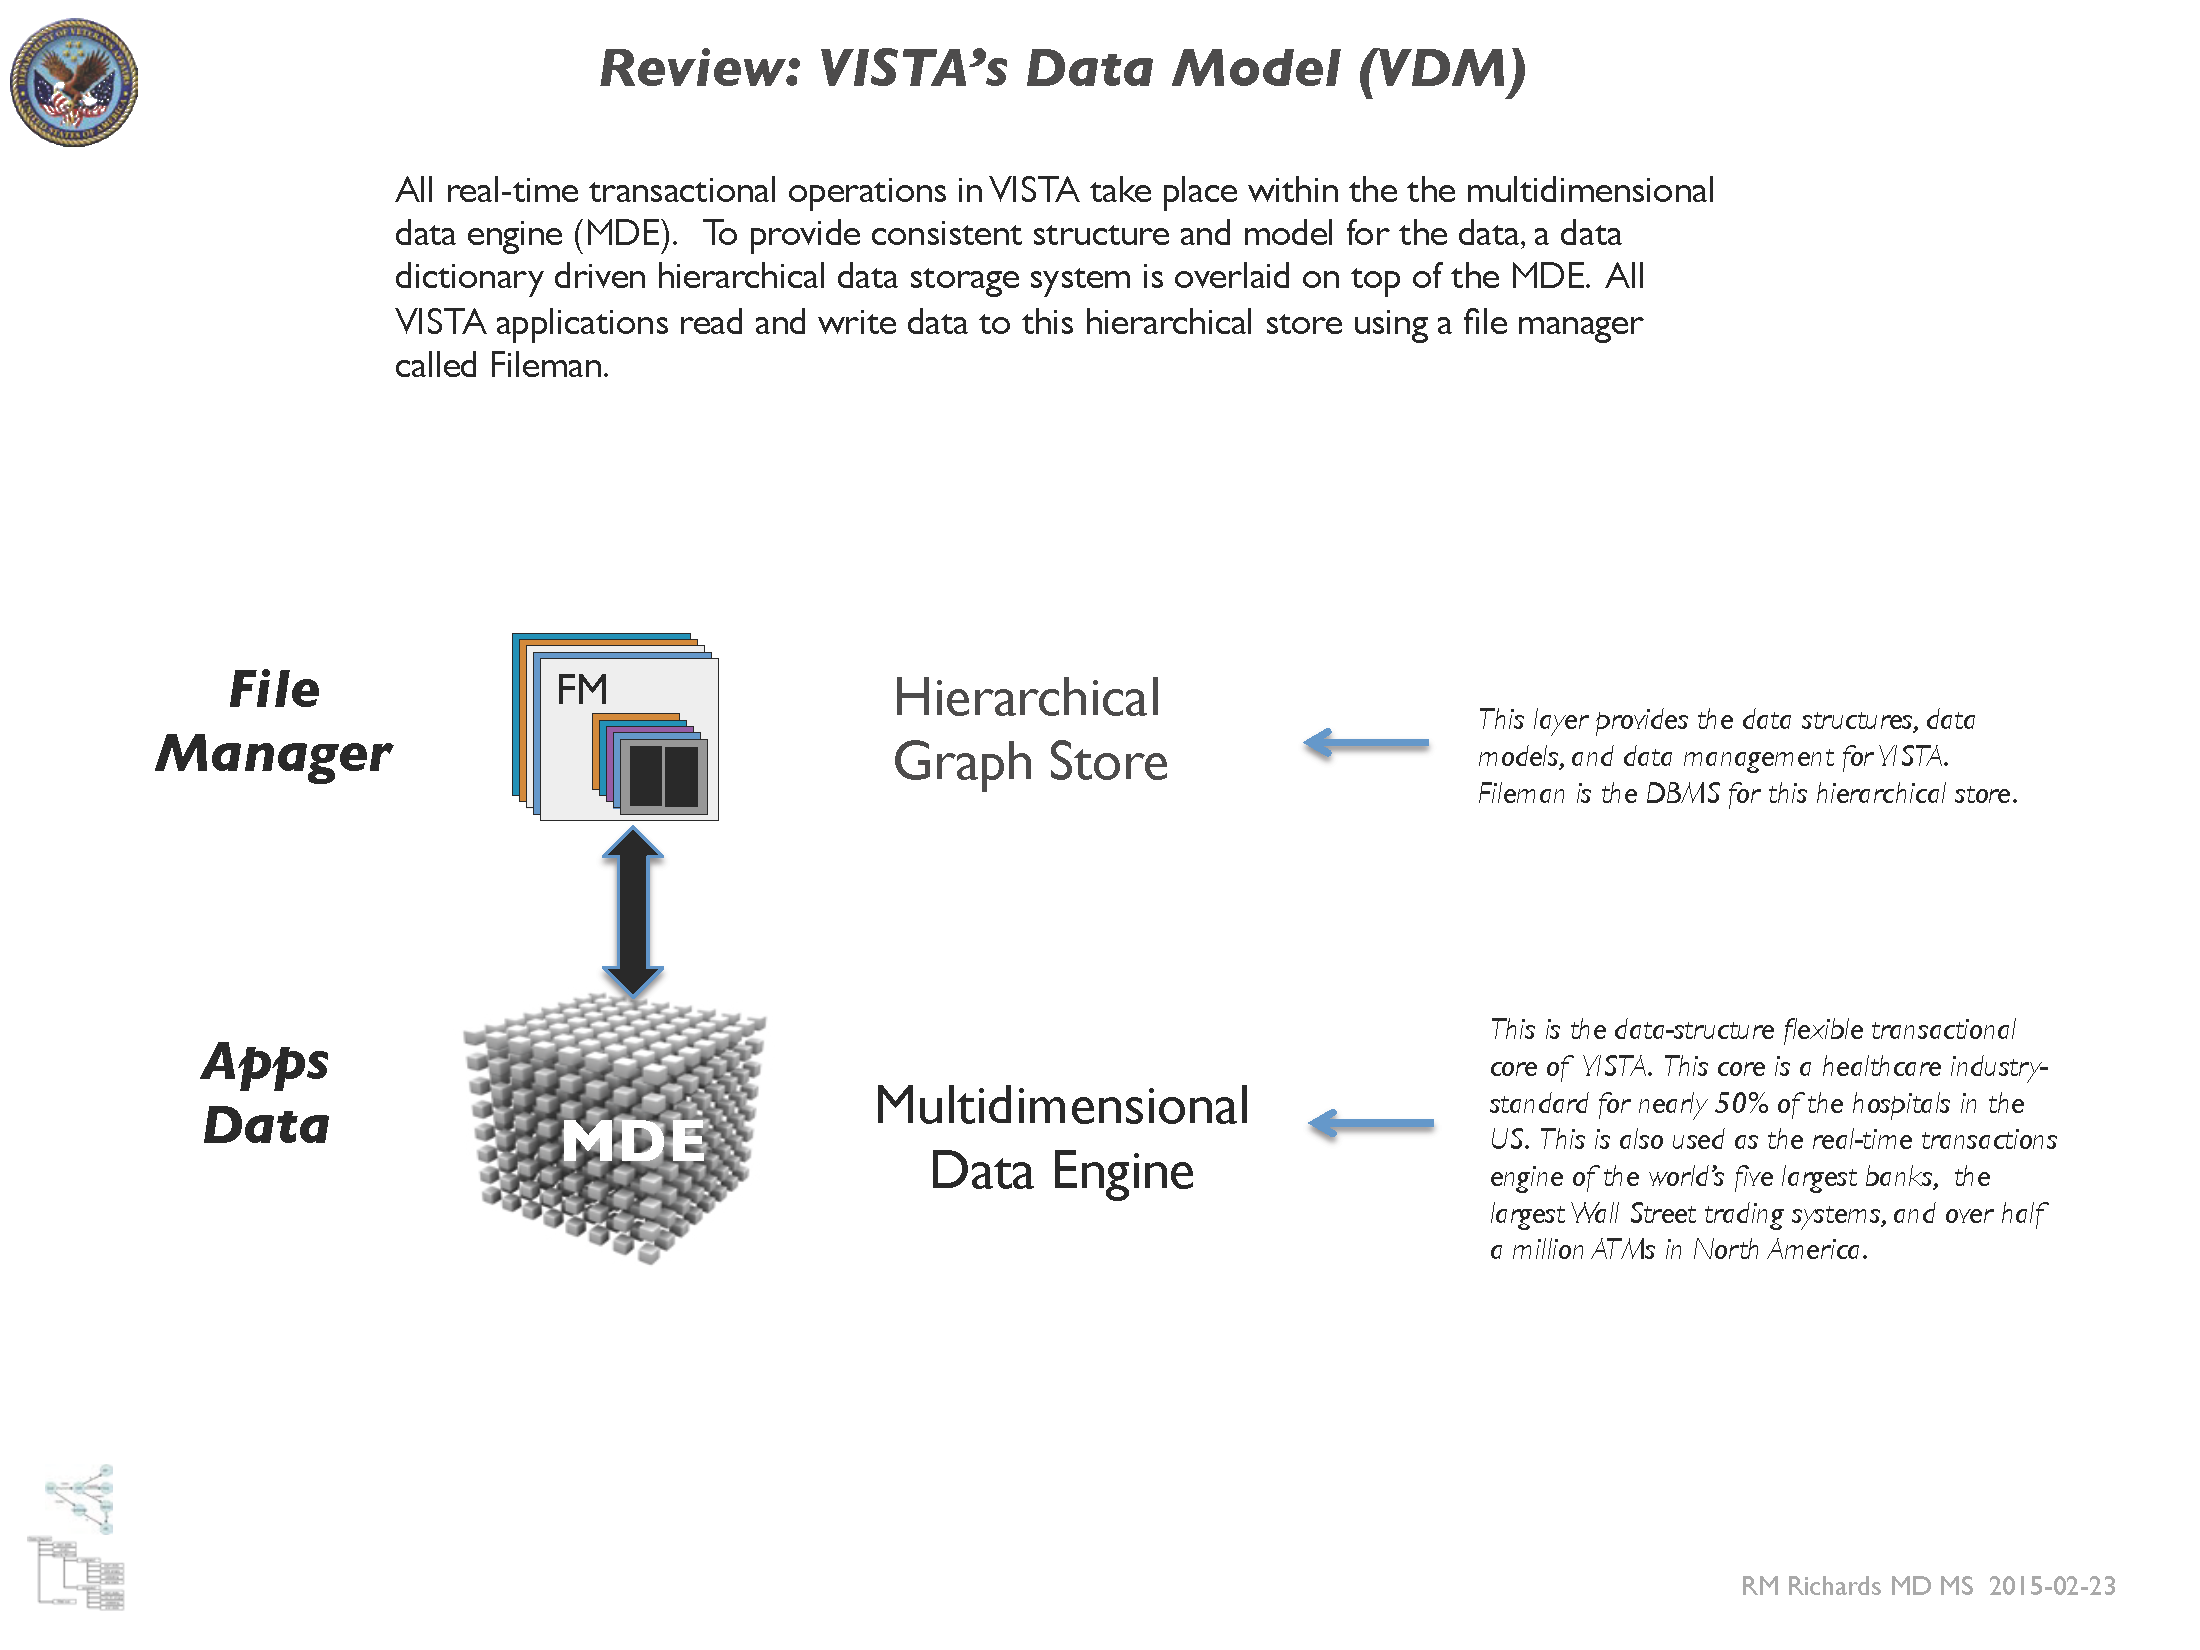 Review: VISTA's Data Model (VDM)
All real-time transactional operations in VISTA take place within the the multidimensional
data engine (MDE). To provide consistent structure and model for the data, a data
dictionary driven hierarchical data storage system is overlaid on top of the MDE. All
VISTA applications read and write data to this hierarchical store using a file manager
called Fileman.
File
Manager
FM
Hierarchical
Graph Store
This layer provides the data structures, data
models, and data management for VISTA.
Fileman is the DBMS for this hierarchical store.
Apps
Data
MDE
Multidimensional
Data Engine
This is the data-structure flexible transactional
core of VISTA. This core is a healthcare industry-
standard for nearly 50% of the hospitals in the
US. This is also used as the real-time transactions
engine of the world's five largest banks, the
largest Wall Street trading systems, and over half
a million ATMs in North America.
RM Richards MD MS 2015-02-23
DEPARTMENT OF VETERANS AFFAIRS
UNITED STATES OF AMERICA